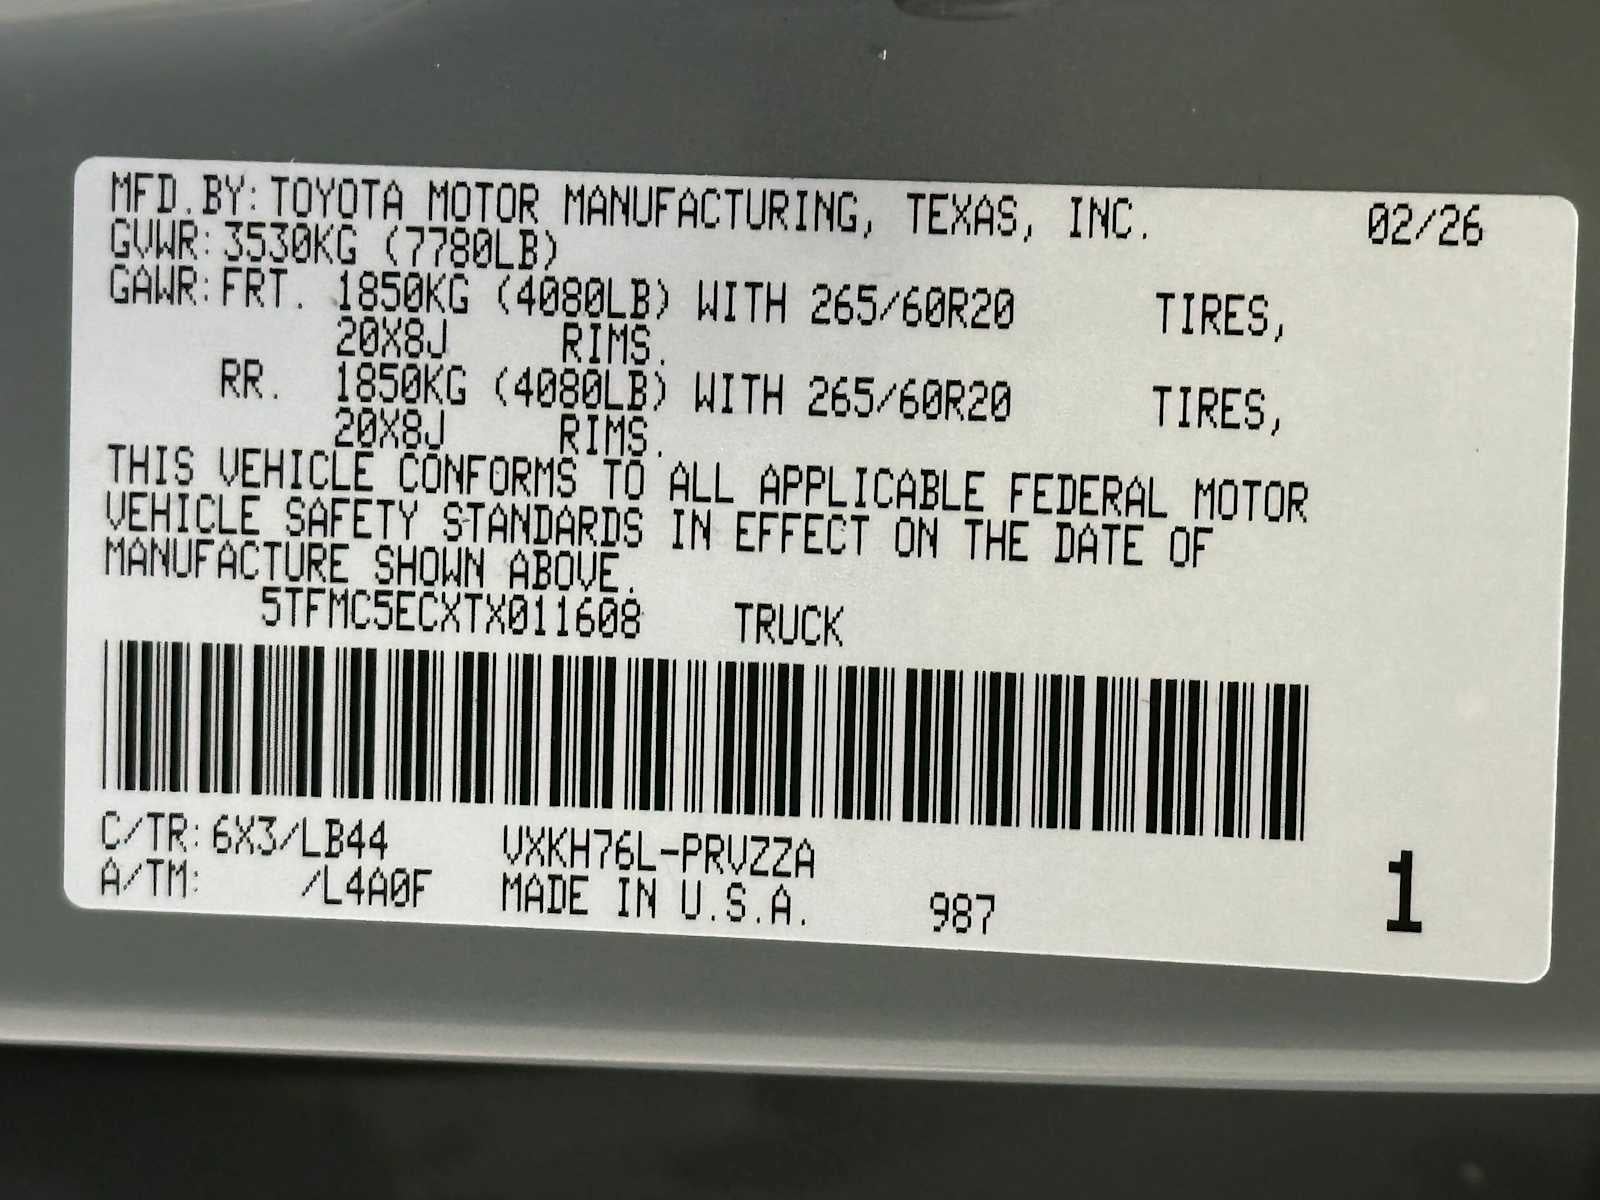 MFD.BY: TOYOTA MOTOR MANUFACTURING, TEXAS, INC. 02/26
GVWR: 3530KG (7780LB)
GAWR: FRT. 1850KG (4080LB) WITH 265/60R20 TIRES,
20X8J RIMS.
RR. 1850KG (4080LB) WITH 265/60R20 TIRES,
20X8J RIMS.
THIS VEHICLE CONFORMS TO ALL APPLICABLE FEDERAL MOTOR
VEHICLE SAFETY STANDARDS IN EFFECT ON THE DATE OF
MANUFACTURE SHOWN ABOVE.
5TFMC5ECXTX011608 TRUCK
C/TR: 6X3/LB44 VXKH76L-PRVZZA
A/TM: /L4A0F MADE IN U.S.A. 987 1